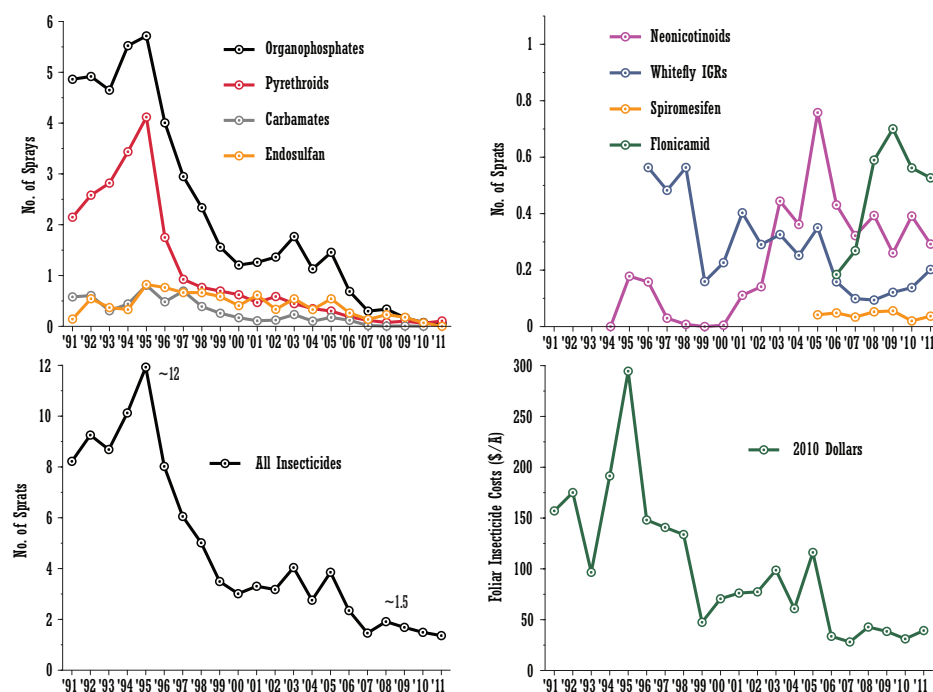 6
5
4
3
2
1
0
No. of Sprays
Organophosphates
Pyrethroids
Carbamates
Endosulfan
'91 '92 '93 '94 '95 '96 '97 '98 '99 '00 '01 '02 '03 '04 '05 '06 '07 '08 '09 '10 '11
1
0.8
0.6
0.4
0.2
0
No. of Sprats
Neonicotinoids
Whitefly IGRs
Spiromesifen
Flonicamid
'91 '92 '93 '94 '95 '96 '97 '98 '99 '00 '01 '02 '03 '04 '05 '06 '07 '08 '09 '10 '11
12
10
8
6
4
2
0
No. of Sprats
~12
All Insecticides
~1.5
'91 '92 '93 '94 '95 '96 '97 '98 '99 '00 '01 '02 '03 '04 '05 '06 '07 '08 '09 '10 '11
300
250
200
150
100
50
0
Foliar Insecticide Costs ($/A)
2010 Dollars
'91 '92 '93 '94 '95 '96 '97 '98 '99 '00 '01 '02 '03 '04 '05 '06 '07 '08 '09 '10 '11